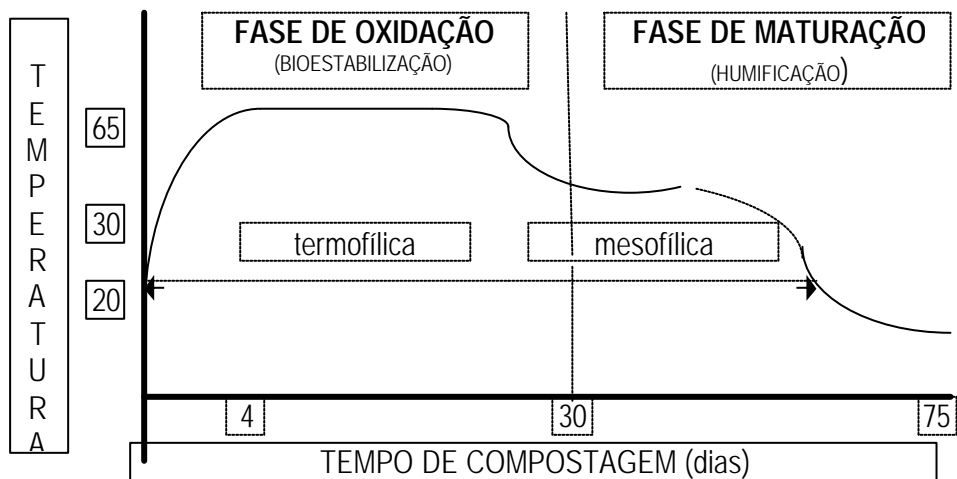 FASE DE OXIDAÇÃO
(BIOESTABILIZAÇÃO)
FASE DE MATURAÇÃO
(HUMIFICAÇÃO)
TEMPERATURA
65
30
20
termofílica
mesofílica
4
30
75
TEMPO DE COMPOSTAGEM (dias)